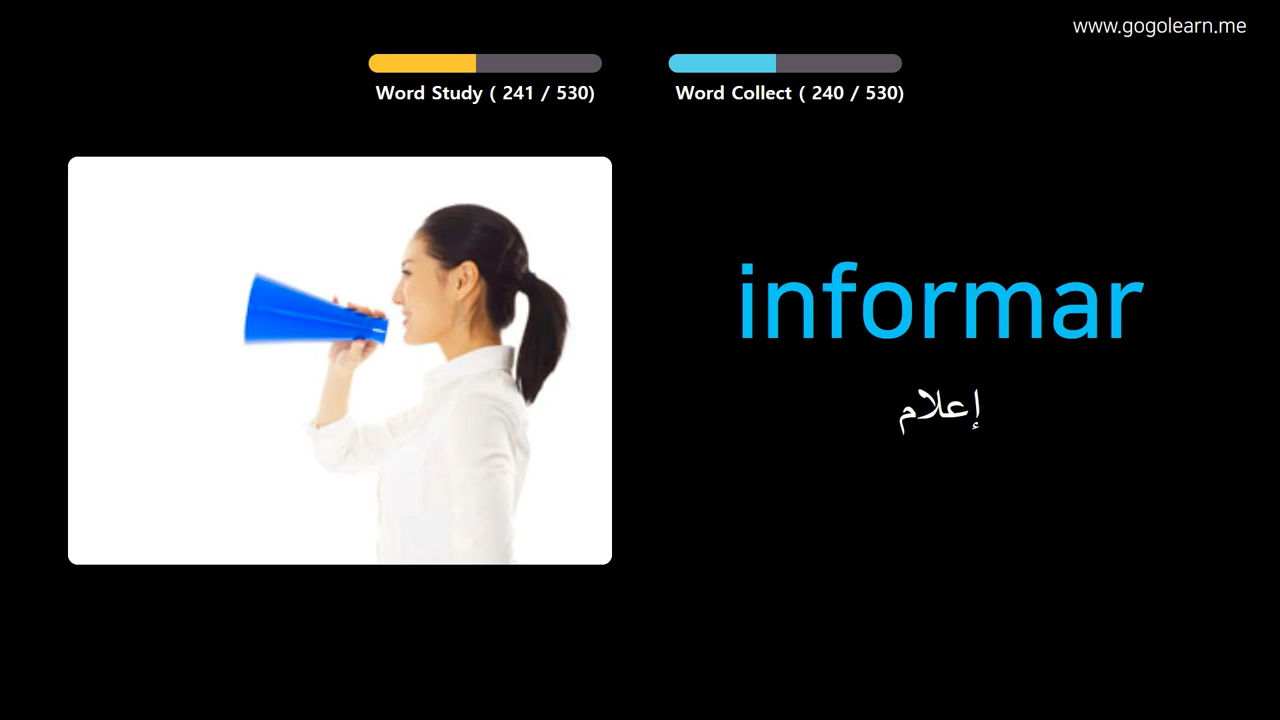 www.gogolearn.me
Word Study ( 241 / 530)
Word Collect ( 240 / 530)
informar
إعلام